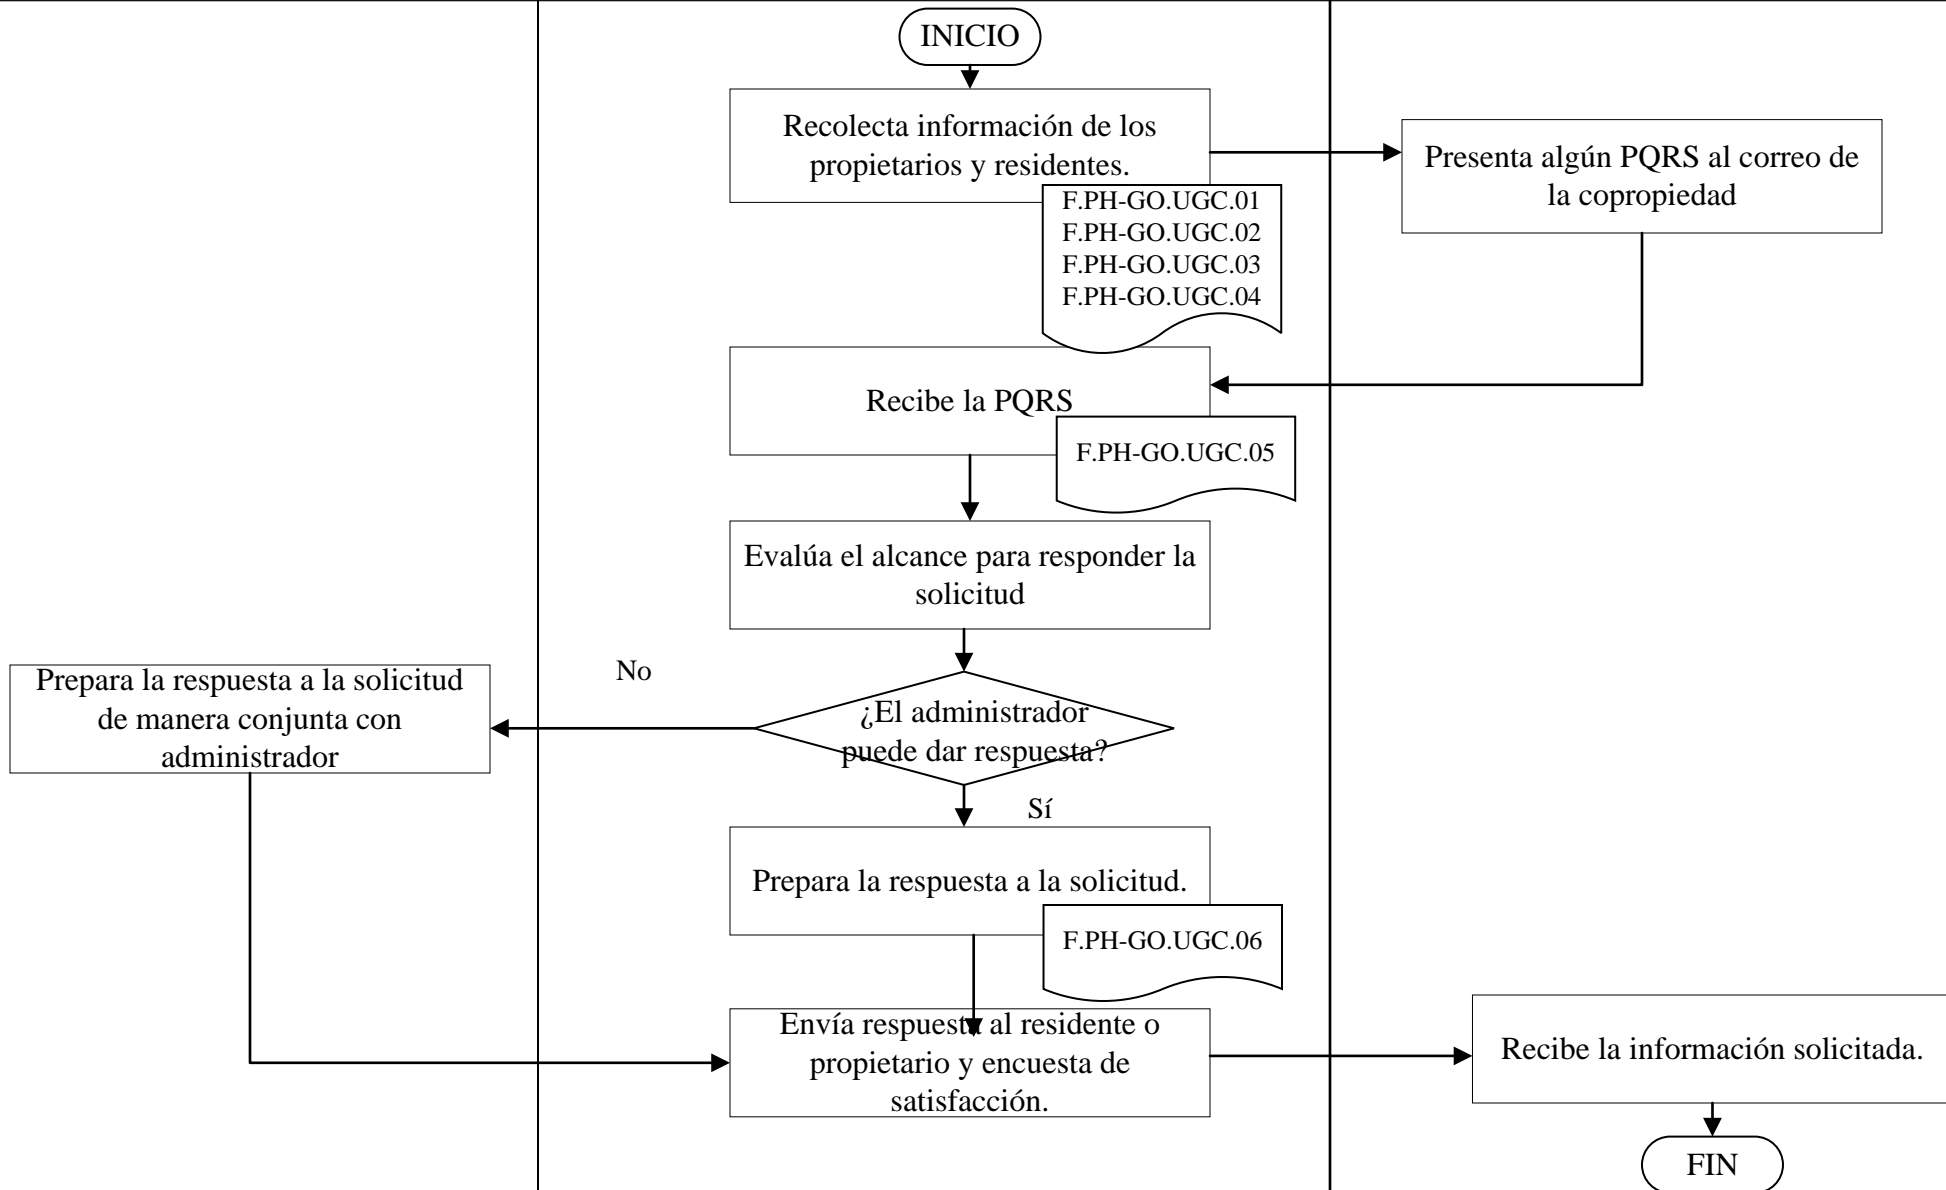 INICIO
Recolecta información de los
propietarios y residentes.
Presenta algún PQRS al correo de
la copropiedad
F.PH-GO.UGC.01
F.PH-GO.UGC.02
F.PH-GO.UGC.03
F.PH-GO.UGC.04
Recibe la PQRS
F.PH-GO.UGC.05
Evalúa el alcance para responder la
solicitud
No
Prepara la respuesta a la solicitud
de manera conjunta con
administrador
¿El administrador
puede dar respuesta?
Sí
Prepara la respuesta a la solicitud.
F.PH-GO.UGC.06
Envía respuesta al residente o
propietario y encuesta de
satisfacción.
Recibe la información solicitada.
FIN